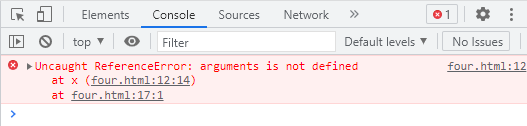 Elements Console Sources Network » 1
top Filter Default levels No Issues
Uncaught ReferenceError: arguments is not defined four.html:12
at x (four.html:12:14)
at four.html:17:1